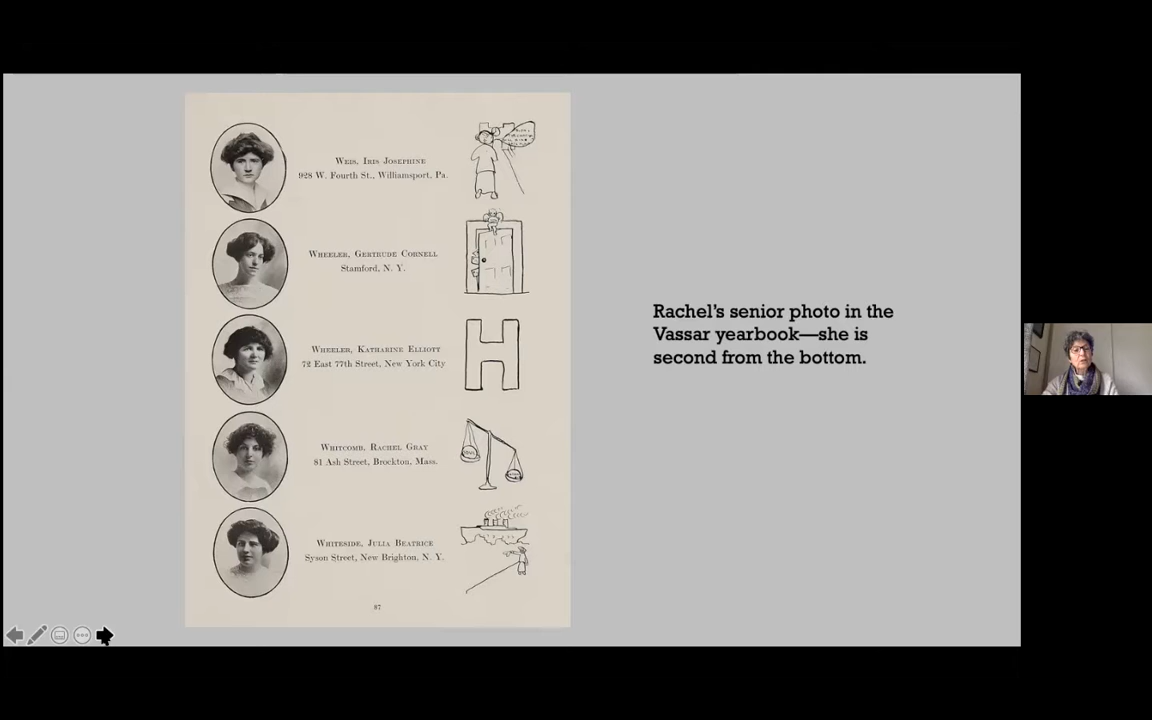 Weis, Iris Josephine
928 W. Fourth St., Williamsport, Pa.
Wheeler, Gertrude Cornell
Stamford, N. Y.
Wheeler, Katharine Elliott
72 East 77th Street, New York City
H
Whitcomb, Rachel Gray
81 Ash Street, Brockton, Mass.
Whiteside, Julia Beatrice
Syson Street, New Brighton, N. Y.
87
Rachel's senior photo in the
Vassar yearbook—she is
second from the bottom.